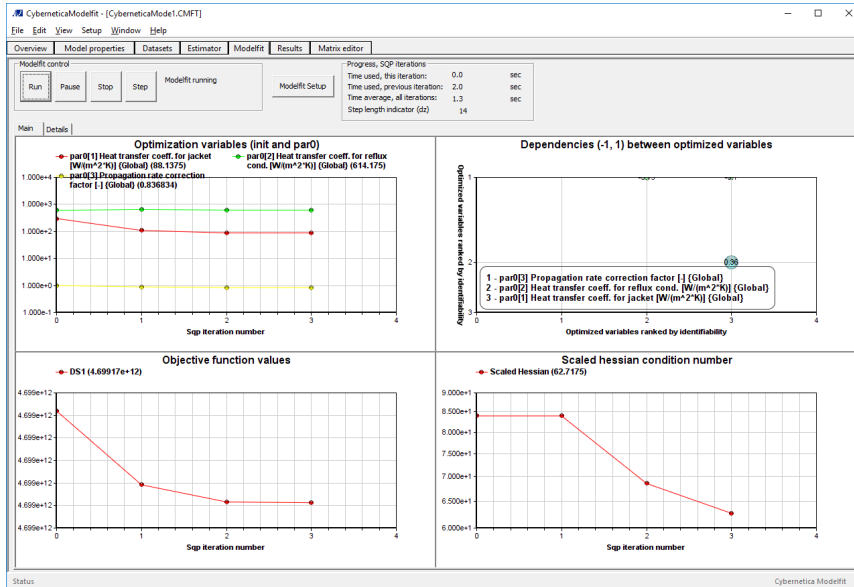 CyberneticaModelfit - [CyberneticaMode1.CMFT]
File Edit View Setup Window Help
Overview Model properties Datasets Estimator Modelfit Results Matrix editor
Modelfit control
Run Pause Stop Step Modelfit running
Modelfit Setup
Progress, SQP iterations
Time used, this iteration: 0.0 sec
Time used, previous iteration: 2.0 sec
Time average, all iterations: 1.3 sec
Step length indicator (dz) 14
Main Details
Optimization variables (init and par0)
par0[1] Heat transfer coeff. for jacket
[W/(m^2*K)] {Global} (88.1375)
par0[2] Heat transfer coeff. for reflux
cond. [W/(m^2*K)] {Global} (614.175)
par0[3] Propagation rate correction
factor [-] {Global} (0.836834)
1.000e+4
1.000e+3
1.000e+2
1.000e+1
1.000e+0
1.000e-1
0 1 2 3 4
Sqp iteration number
Dependencies (-1, 1) between optimized variables
Optimized variables ranked by identifiability
1
2
3
0.36
1 - par0[3] Propagation rate correction factor [-] {Global}
2 - par0[2] Heat transfer coeff. for reflux cond. [W/(m^2*K)] {Global}
3 - par0[1] Heat transfer coeff. for jacket [W/(m^2*K)] {Global}
0 1 2 3 4
Optimized variables ranked by identifiability
Objective function values
DS1 (4.69917e+12)
4.699e+12
4.699e+12
4.699e+12
4.699e+12
4.699e+12
4.699e+12
4.699e+12
0 1 2 3 4
Sqp iteration number
Scaled hessian condition number
Scaled Hessian (62.7175)
9.000e+1
8.500e+1
8.000e+1
7.000e+1
6.500e+1
6.000e+1
0 1 2 3 4
Sqp iteration number
Status
Cybernetica Modelfit